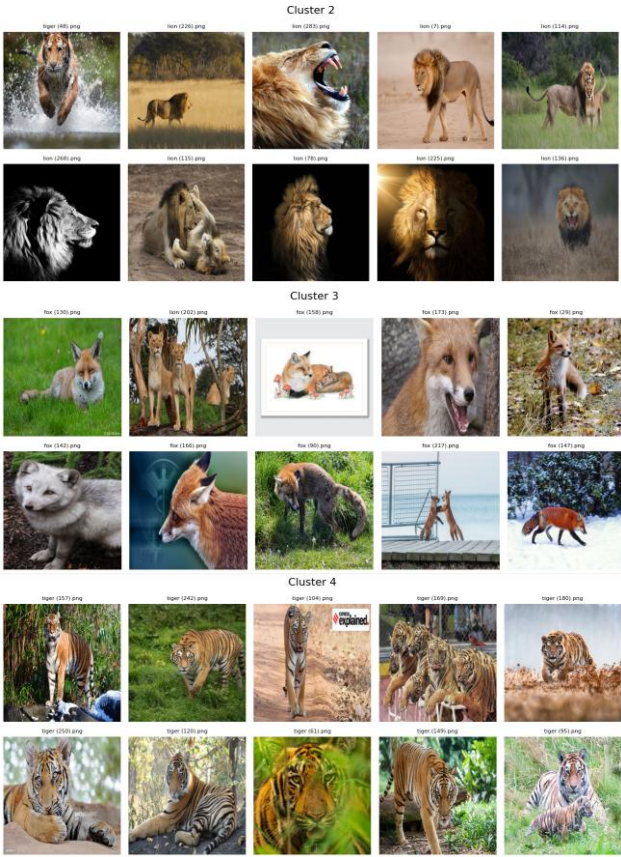 Cluster 2
tiger (48).png
lion (226).png
lion (283).png
lion (7).png
lion (114).png
lion (268).png
lion (115).png
lion (78).png
lion (225).png
lion (136).png
Cluster 3
fox (130).png
lion (202).png
fox (158).png
fox (173).png
fox (29).png
fox (142).png
fox (166).png
fox (90).png
fox (217).png
fox (147).png
Cluster 4
tiger (157).png
tiger (242).png
tiger (104).png
tiger (169).png
tiger (180).png
explained.
tiger (250).png
tiger (120).png
tiger (61).png
tiger (149).png
tiger (95).png